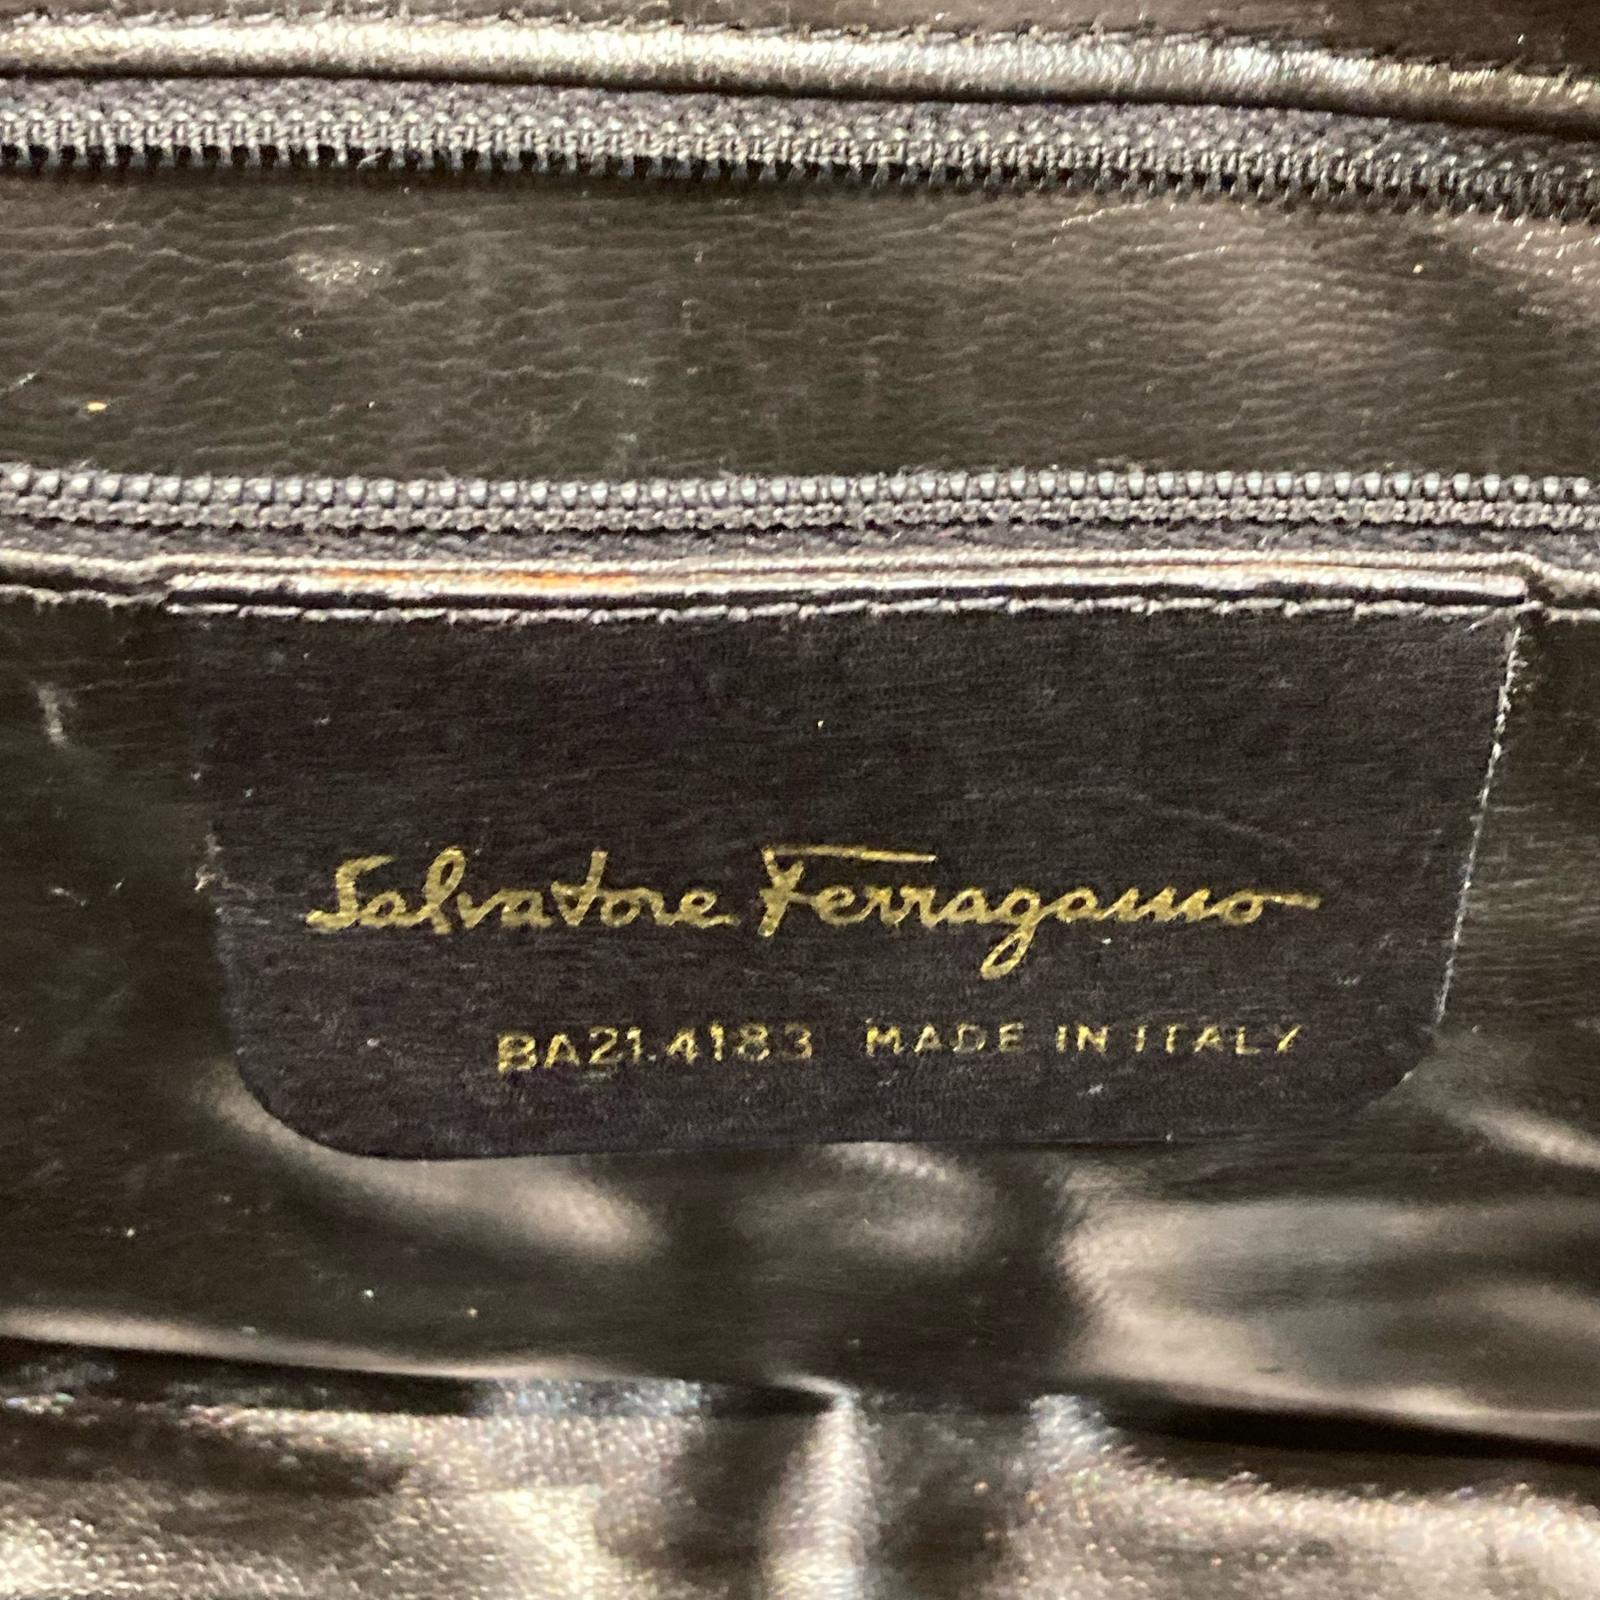 Salvatore Ferragamo
BA21.4183 MADE IN ITALY